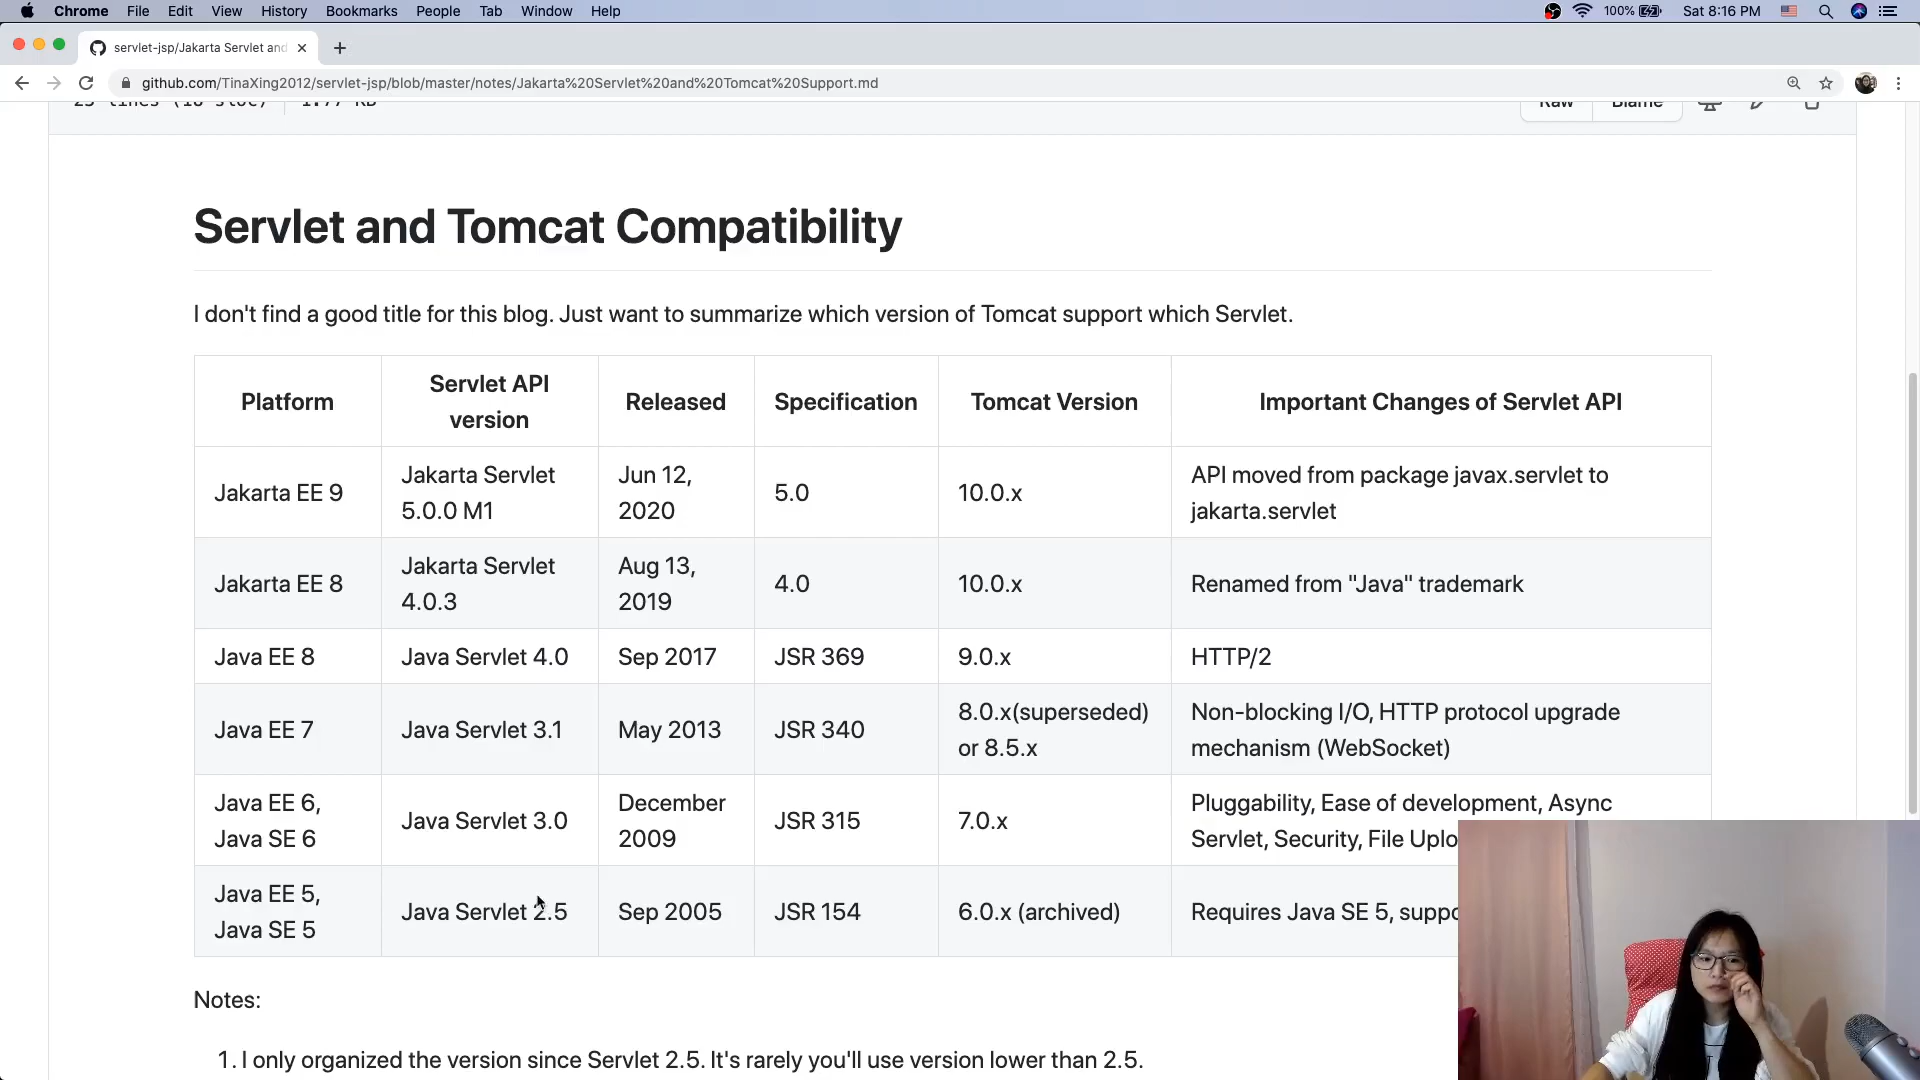 Chrome File Edit View History Bookmarks People Tab Window Help 100% Sat 8:16 PM
servlet-jsp/Jakarta Servlet and
github.com/TinaXing2012/servlet-jsp/blob/master/notes/Jakarta%20Servlet%20and%20Tomcat%20Support.md
Raw Blame
Servlet and Tomcat Compatibility
I don't find a good title for this blog. Just want to summarize which version of Tomcat support which Servlet.
Platform
Servlet API
version
Released
Specification
Tomcat Version
Important Changes of Servlet API
Jakarta EE 9
Jakarta Servlet
5.0.0 M1
Jun 12,
2020
5.0
10.0.x
API moved from package javax.servlet to
jakarta.servlet
Jakarta EE 8
Jakarta Servlet
4.0.3
Aug 13,
2019
4.0
10.0.x
Renamed from "Java" trademark
Java EE 8
Java Servlet 4.0
Sep 2017
JSR 369
9.0.x
HTTP/2
Java EE 7
Java Servlet 3.1
May 2013
JSR 340
8.0.x(superseded)
or 8.5.x
Non-blocking I/O, HTTP protocol upgrade
mechanism (WebSocket)
Java EE 6,
Java SE 6
Java Servlet 3.0
December
2009
JSR 315
7.0.x
Pluggability, Ease of development, Async
Servlet, Security, File Uplo
Java EE 5,
Java SE 5
Java Servlet 2.5
Sep 2005
JSR 154
6.0.x (archived)
Requires Java SE 5, suppo
Notes:
1. I only organized the version since Servlet 2.5. It's rarely you'll use version lower than 2.5.